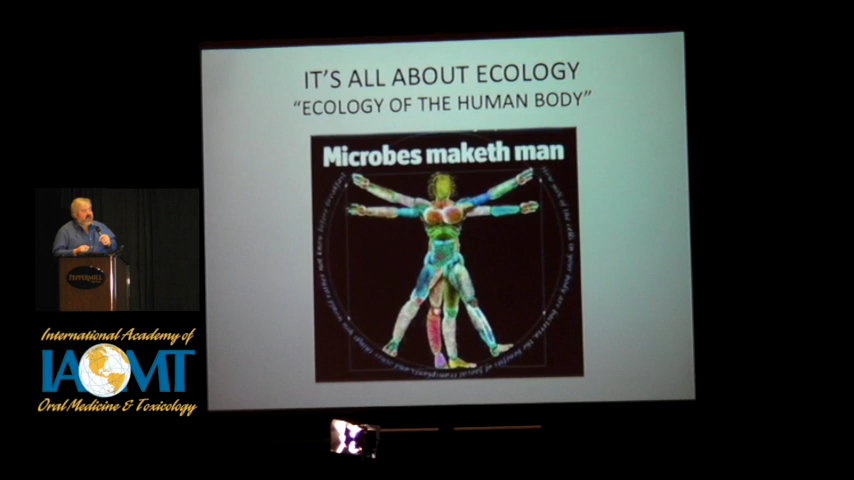 IT'S ALL ABOUT ECOLOGY
"ECOLOGY OF THE HUMAN BODY"
Microbes maketh man
PEPPERMILL
International Academy of
IAOMT
Oral Medicine & Toxicology